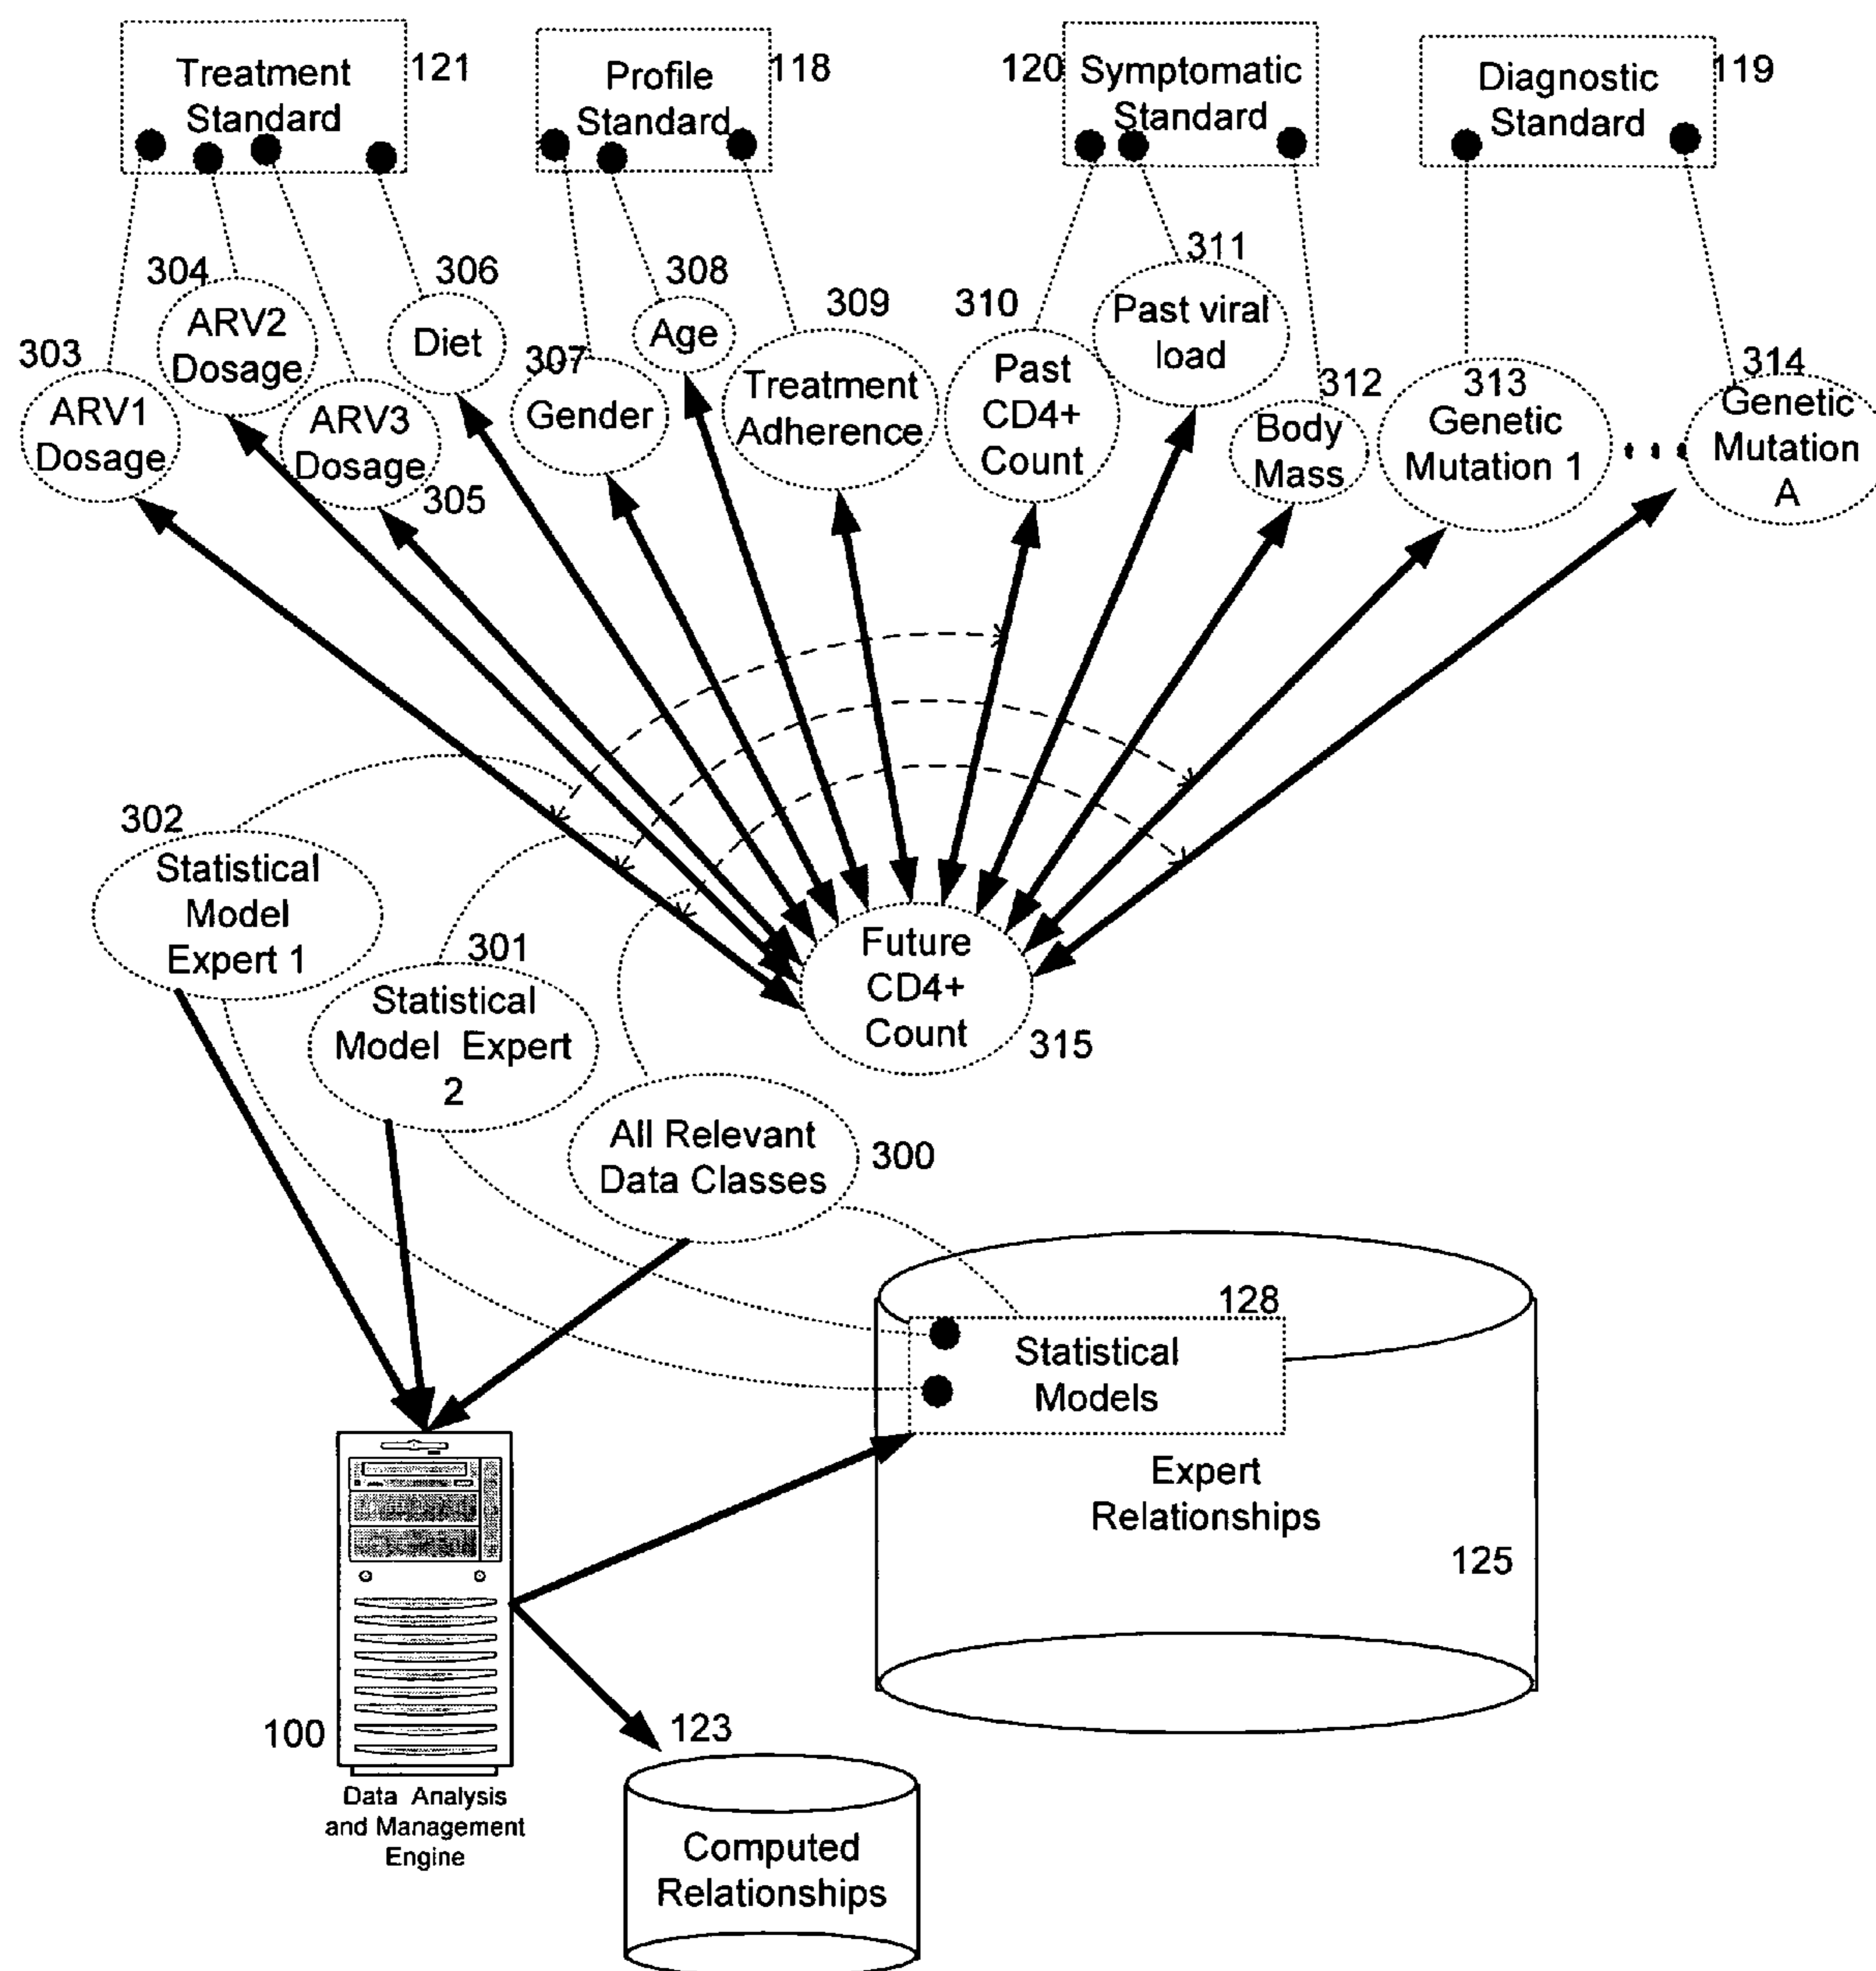 Treatment
Standard
121
Profile
Standard
118
120
Symptomatic
Standard
Diagnostic
Standard
119
303
ARV1
Dosage
304
ARV2
Dosage
ARV3
Dosage
305
306
Diet
307
Gender
308
Age
309
Treatment
Adherence
310
Past
CD4+
Count
311
Past viral
load
312
Body
Mass
313
Genetic
Mutation 1
314
Genetic
Mutation
A
302
Statistical
Model
Expert 1
301
Statistical
Model Expert
2
Future
CD4+
Count
315
All Relevant
Data Classes
300
128
Statistical
Models
Expert
Relationships
125
100
Data Analysis
and Management
Engine
123
Computed
Relationships